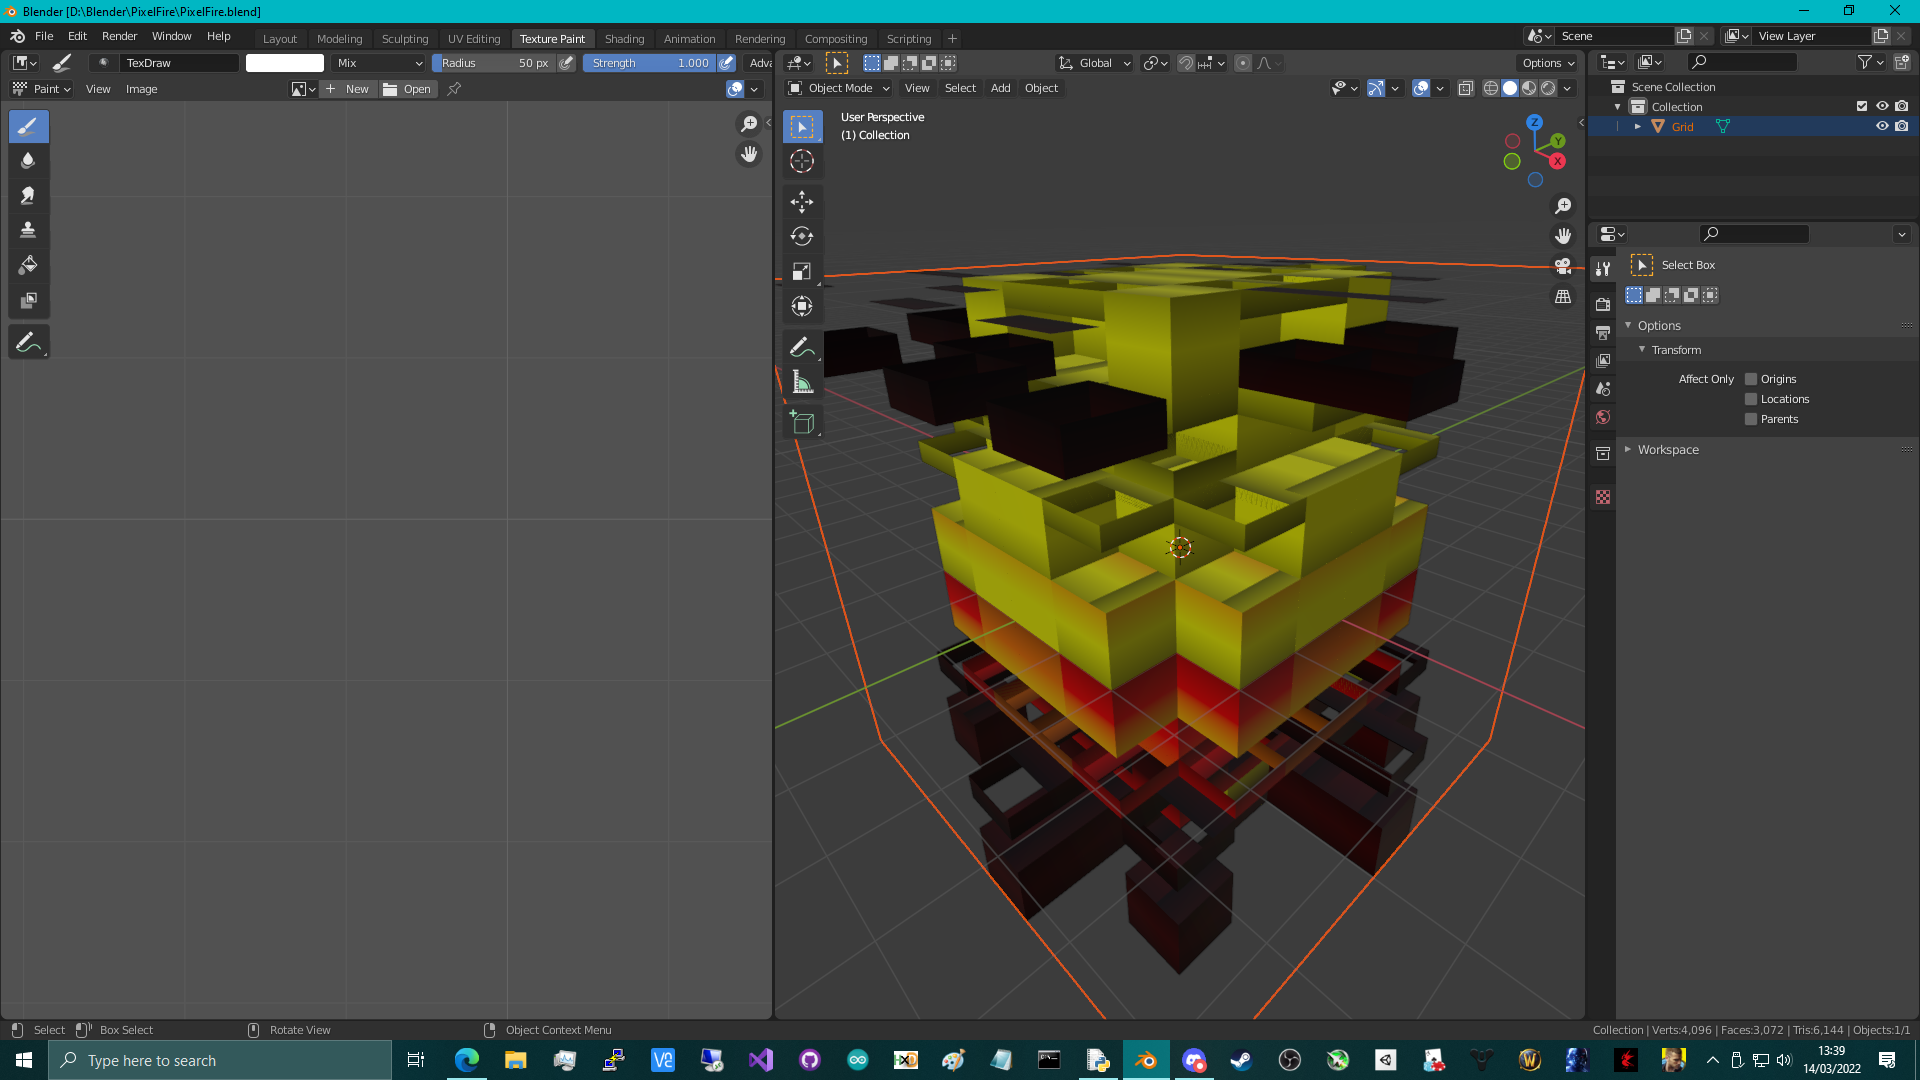 Blender [D:\Blender\PixelFire\PixelFire.blend]
File Edit Render Window Help Layout Modeling Sculpting UV Editing Texture Paint Shading Animation Rendering Compositing Scripting + Scene View Layer
TexDraw Mix Radius 50 px Strength 1.000 Adva Global Options
Paint View Image + New Open Object Mode View Select Add Object
User Perspective
(1) Collection
Z
Y
X
Scene Collection
Collection
Grid
Select Box
Options
Transform
Affect Only Origins
Locations
Parents
Workspace
Select Box Select Rotate View Object Context Menu Collection | Verts:4,096 | Faces:3,072 | Tris:6,144 | Objects:1/1
Type here to search
13:39
14/03/2022